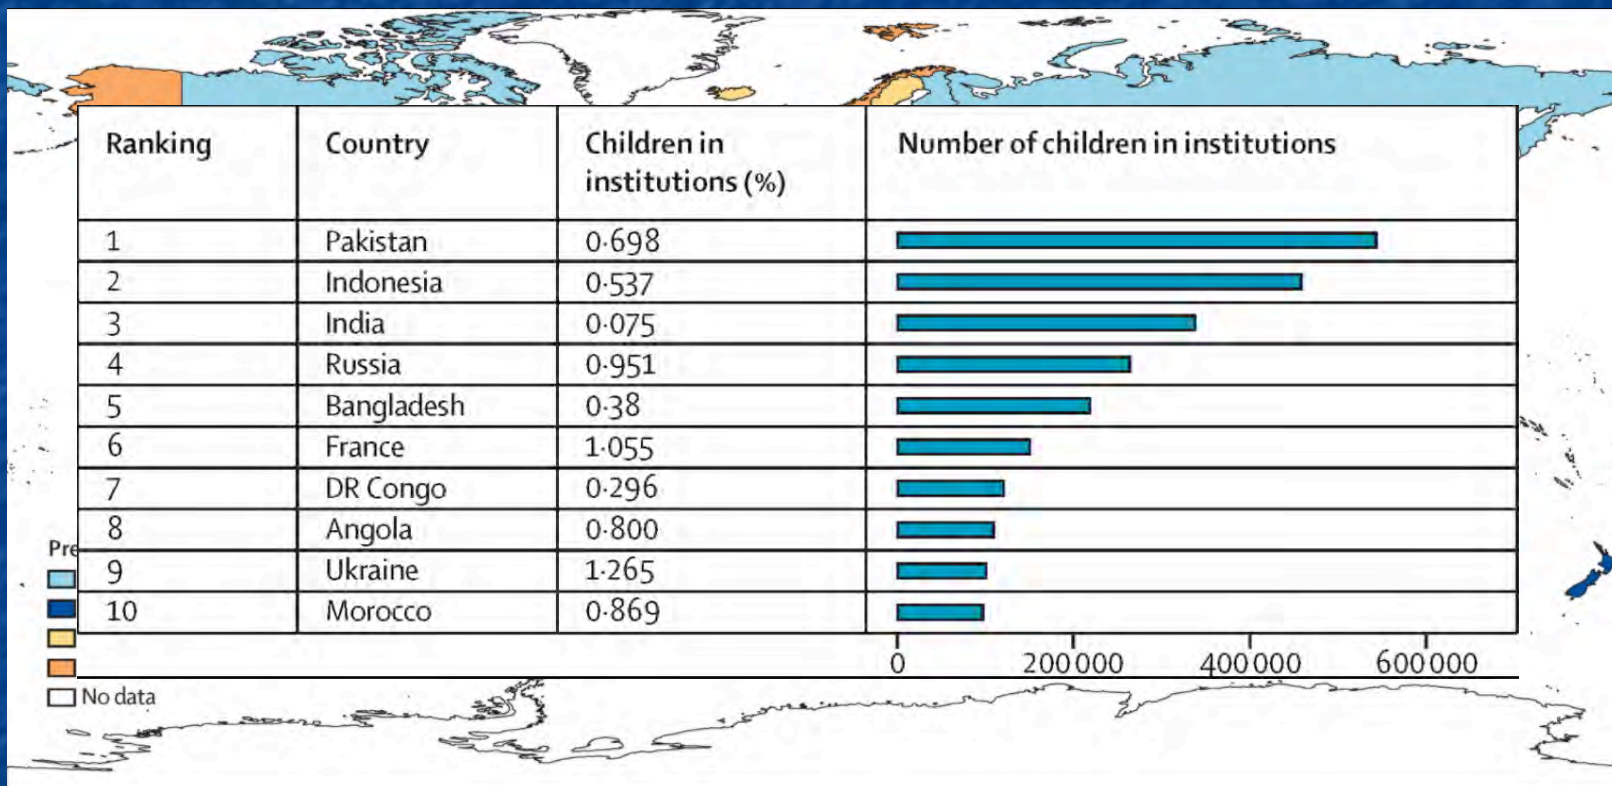 Ranking Country Children in institutions (%) Number of children in institutions
1 Pakistan 0·698
2 Indonesia 0·537
3 India 0·075
4 Russia 0·951
5 Bangladesh 0·38
6 France 1·055
7 DR Congo 0·296
8 Angola 0·800
9 Ukraine 1·265
10 Morocco 0·869
0 200000 400000 600000
Pre
No data